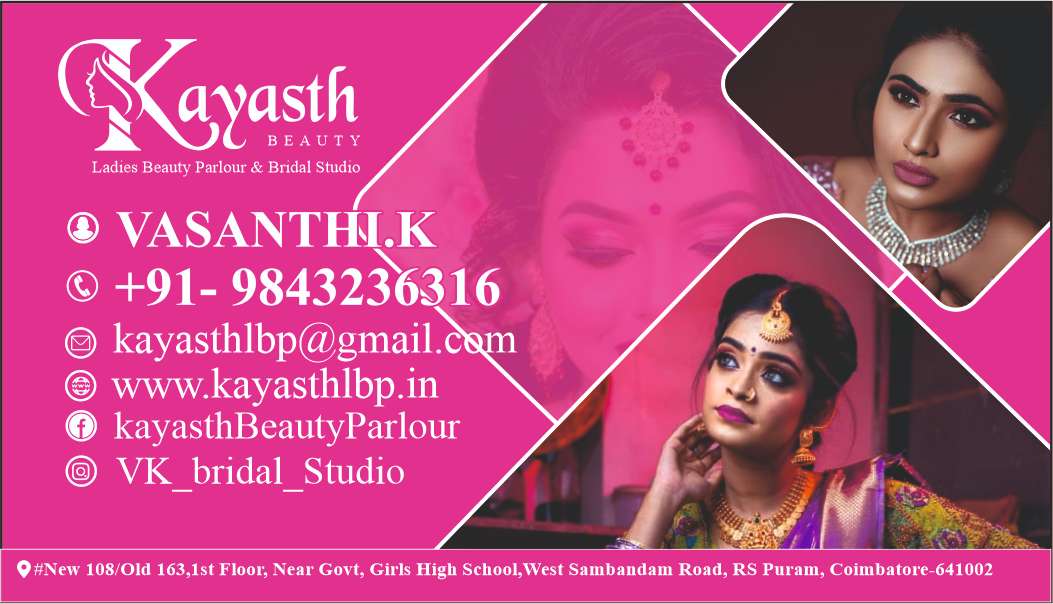 Kayasth
BEAUTY
Ladies Beauty Parlour & Bridal Studio
VASANTHI.K
+91- 9843236316
kayasthlbp@gmail.com
www.kayasthlbp.in
kayasthBeautyParlour
VK_bridal_Studio
#New 108/Old 163,1st Floor, Near Govt, Girls High School,West Sambandam Road, RS Puram, Coimbatore-641002